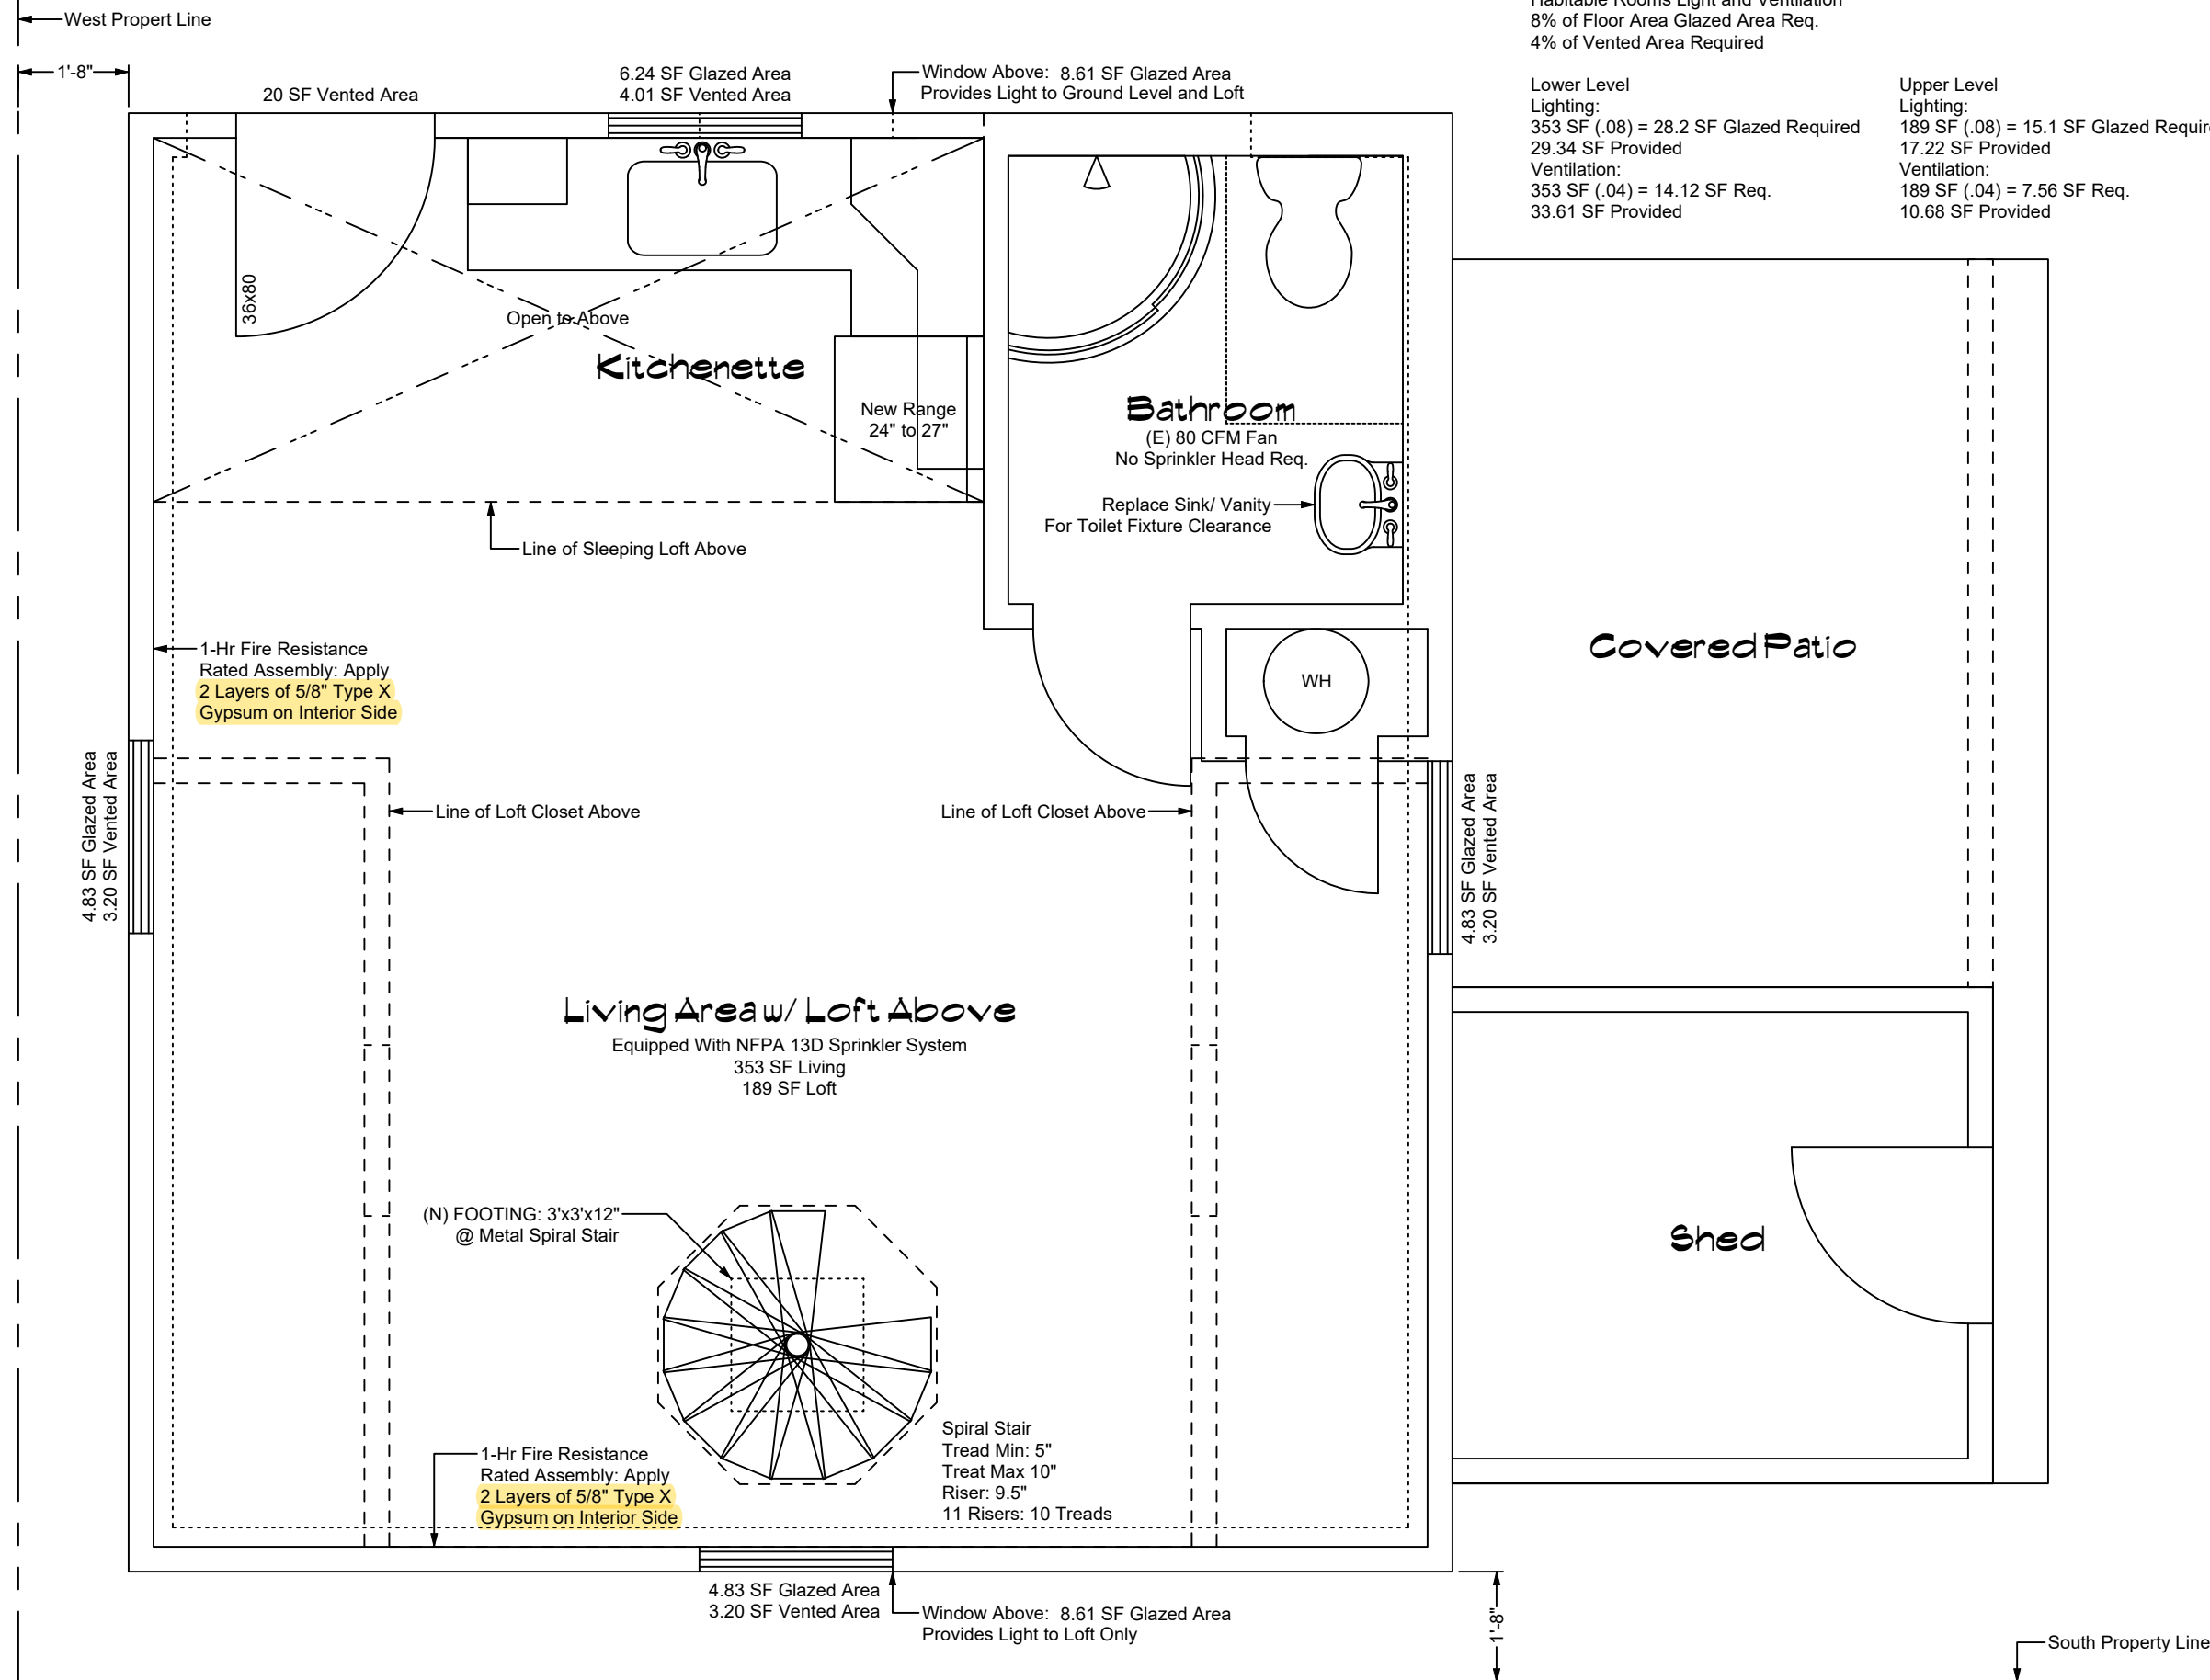 West Propert Line
1'-8"
20 SF Vented Area
6.24 SF Glazed Area
4.01 SF Vented Area
Window Above: 8.61 SF Glazed Area
Provides Light to Ground Level and Loft
Habitable Rooms Light and Ventilation
8% of Floor Area Glazed Area Req.
4% of Vented Area Required
Lower Level
Lighting:
353 SF (.08) = 28.2 SF Glazed Required
29.34 SF Provided
Ventilation:
353 SF (.04) = 14.12 SF Req.
33.61 SF Provided
Upper Level
Lighting:
189 SF (.08) = 15.1 SF Glazed Requir
17.22 SF Provided
Ventilation:
189 SF (.04) = 7.56 SF Req.
10.68 SF Provided
36x80
Open to Above
Kitchenette
New Range
24" to 27"
Bathroom
(E) 80 CFM Fan
No Sprinkler Head Req.
Replace Sink/ Vanity
For Toilet Fixture Clearance
Line of Sleeping Loft Above
1-Hr Fire Resistance
Rated Assembly: Apply
2 Layers of 5/8" Type X
Gypsum on Interior Side
WH
Covered Patio
4.83 SF Glazed Area
3.20 SF Vented Area
Line of Loft Closet Above
Line of Loft Closet Above
4.83 SF Glazed Area
3.20 SF Vented Area
Living Area w/ Loft Above
Equipped With NFPA 13D Sprinkler System
353 SF Living
189 SF Loft
(N) FOOTING: 3'x3'x12"
@ Metal Spiral Stair
Shed
Spiral Stair
Tread Min: 5"
Treat Max 10"
Riser: 9.5"
11 Risers: 10 Treads
1-Hr Fire Resistance
Rated Assembly: Apply
2 Layers of 5/8" Type X
Gypsum on Interior Side
4.83 SF Glazed Area
3.20 SF Vented Area
Window Above: 8.61 SF Glazed Area
Provides Light to Loft Only
1'-8"
South Property Line